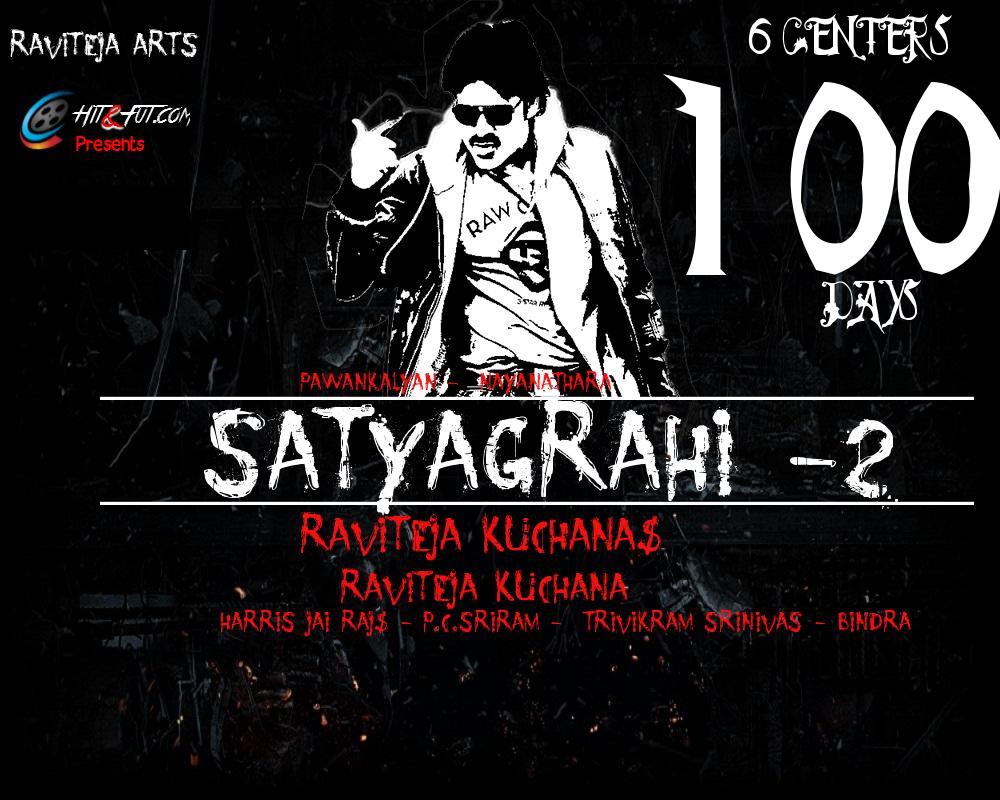 RAVITEJA ARTS
6 CENTERS
HIT&FUT.COM
Presents
100
DAYS
RAW
PAWANKALYAN - NAYANATHARA
SATYAGRAHI -2
RAVITEJA KUCHANA$
RAVITEJA KUCHANA
HARRIS JAI RAJ$ - P.C.SRIRAM - TRIVIKRAM SRINIVAS - BINDRA